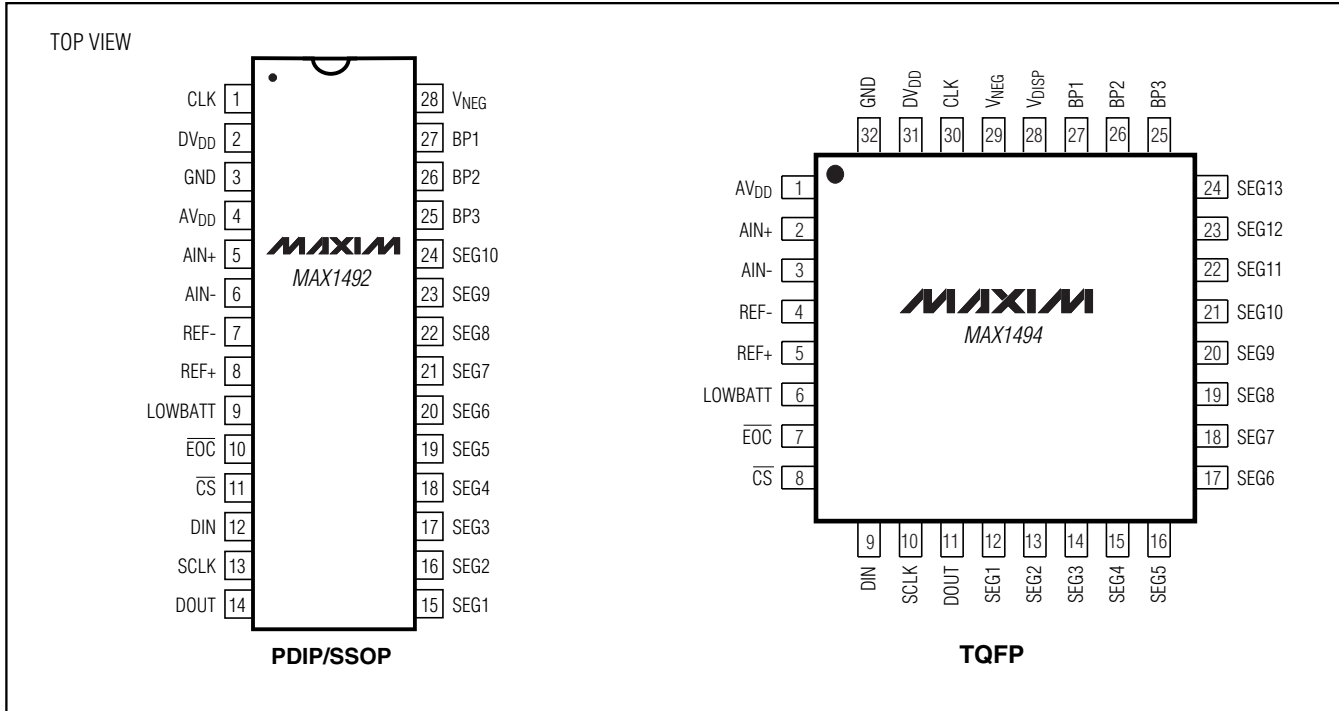 TOP VIEW
CLK 1
DVDD 2
GND 3
AVDD 4
AIN+ 5
AIN- 6
REF- 7
REF+ 8
LOWBATT 9
EOC 10
CS 11
DIN 12
SCLK 13
DOUT 14
MAXIM
MAX1492
28 VNEG
27 BP1
26 BP2
25 BP3
24 SEG10
23 SEG9
22 SEG8
21 SEG7
20 SEG6
19 SEG5
18 SEG4
17 SEG3
16 SEG2
15 SEG1
PDIP/SSOP
GND
DVDD
CLK
VNEG
VDISP
BP1
BP2
BP3
32 31 30 29 28 27 26 25
AVDD 1
AIN+ 2
AIN- 3
REF- 4
REF+ 5
LOWBATT 6
EOC 7
CS 8
MAXIM
MAX1494
24 SEG13
23 SEG12
22 SEG11
21 SEG10
20 SEG9
19 SEG8
18 SEG7
17 SEG6
9 10 11 12 13 14 15 16
DIN
SCLK
DOUT
SEG1
SEG2
SEG3
SEG4
SEG5
TQFP